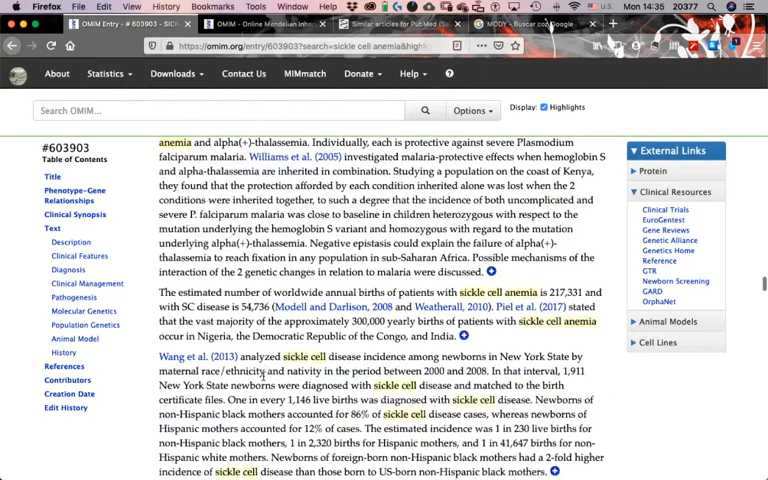 Firefox File Edit View History Bookmarks Tools Window Help Mon 14:35 20377
OMIM Entry - # 603903 - SICK
OMIM - Online Mendelian Inhe
Similar articles for PubMed (Se
MODY - Buscar con Google
https://omim.org/entry/603903?search=sickle cell anemia&highl
About Statistics Downloads Contact Us MIMmatch Donate Help
Search OMIM...
Options
Display: Highlights
#603903
Table of Contents
Title
Phenotype-Gene
Relationships
Clinical Synopsis
Text
Description
Clinical Features
Diagnosis
Clinical Management
Pathogenesis
Molecular Genetics
Population Genetics
Animal Model
History
References
Contributors
Creation Date
Edit History
anemia and alpha(+)-thalassemia. Individually, each is protective against severe Plasmodium
falciparum malaria. Williams et al. (2005) investigated malaria-protective effects when hemoglobin S
and alpha-thalassemia are inherited in combination. Studying a population on the coast of Kenya,
they found that the protection afforded by each condition inherited alone was lost when the 2
conditions were inherited together, to such a degree that the incidence of both uncomplicated and
severe P. falciparum malaria was close to baseline in children heterozygous with respect to the
mutation underlying the hemoglobin S variant and homozygous with regard to the mutation
underlying alpha(+)-thalassemia. Negative epistasis could explain the failure of alpha(+)-
thalassemia to reach fixation in any population in sub-Saharan Africa. Possible mechanisms of the
interaction of the 2 genetic changes in relation to malaria were discussed.
The estimated number of worldwide annual births of patients with sickle cell anemia is 217,331 and
with SC disease is 54,736 (Modell and Darlison, 2008 and Weatherall, 2010). Piel et al. (2017) stated
that the vast majority of the approximately 300,000 yearly births of patients with sickle cell anemia
occur in Nigeria, the Democratic Republic of the Congo, and India.
Wang et al. (2013) analyzed sickle cell disease incidence among newborns in New York State by
maternal race/ethnicity and nativity in the period between 2000 and 2008. In that interval, 1,911
New York State newborns were diagnosed with sickle cell disease and matched to the birth
certificate files. One in every 1,146 live births was diagnosed with sickle cell disease. Newborns of
non-Hispanic black mothers accounted for 86% of sickle cell disease cases, whereas newborns of
Hispanic mothers accounted for 12% of cases. The estimated incidence was 1 in 230 live births for
non-Hispanic black mothers, 1 in 2,320 births for Hispanic mothers, and 1 in 41,647 births for non-
Hispanic white mothers. Newborns of foreign-born non-Hispanic black mothers had a 2-fold higher
incidence of sickle cell disease than those born to US-born non-Hispanic black mothers.
External Links
Protein
Clinical Resources
Clinical Trials
EuroGentest
Gene Reviews
Genetic Alliance
Genetics Home
Reference
GTR
Newborn Screening
GARD
OrphaNet
Animal Models
Cell Lines